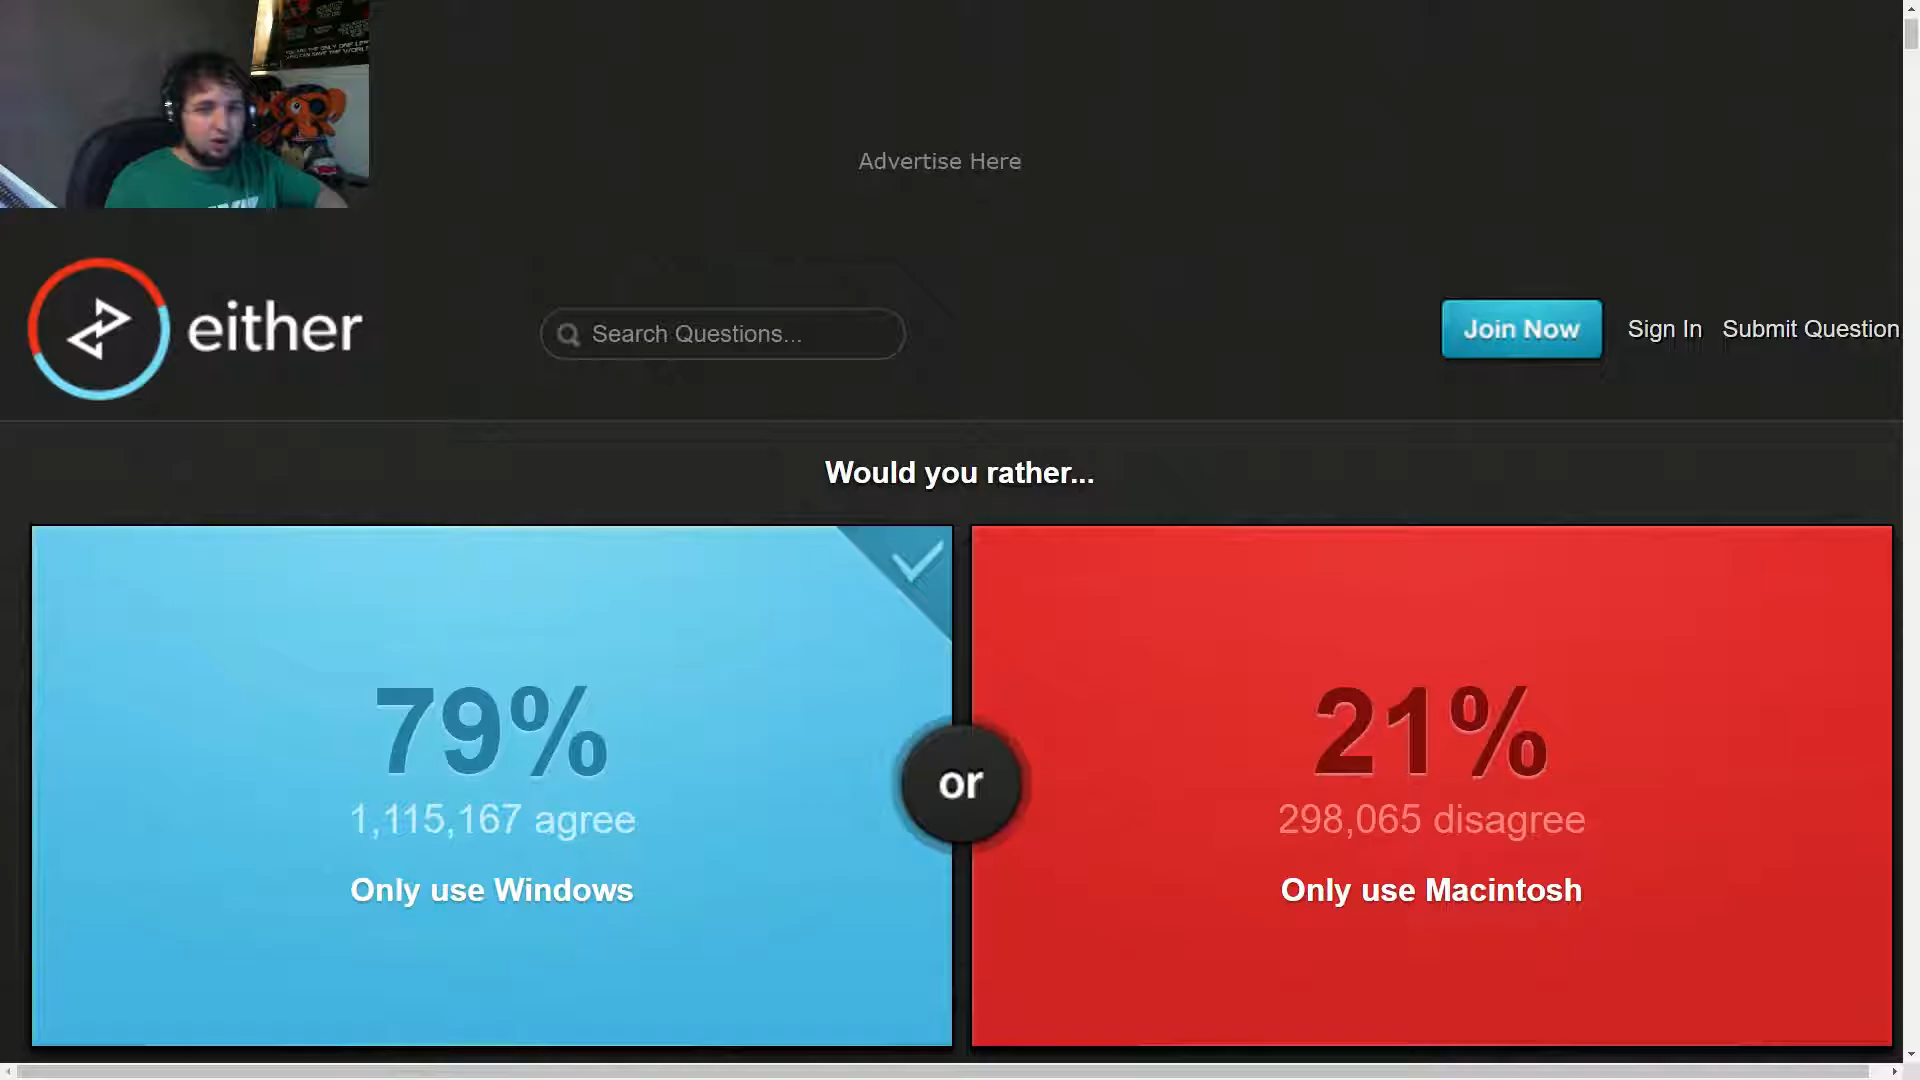 Advertise Here
either
Search Questions...
Join Now
Sign In
Submit Question
Would you rather...
79%
1,115,167 agree
Only use Windows
or
21%
298,065 disagree
Only use Macintosh